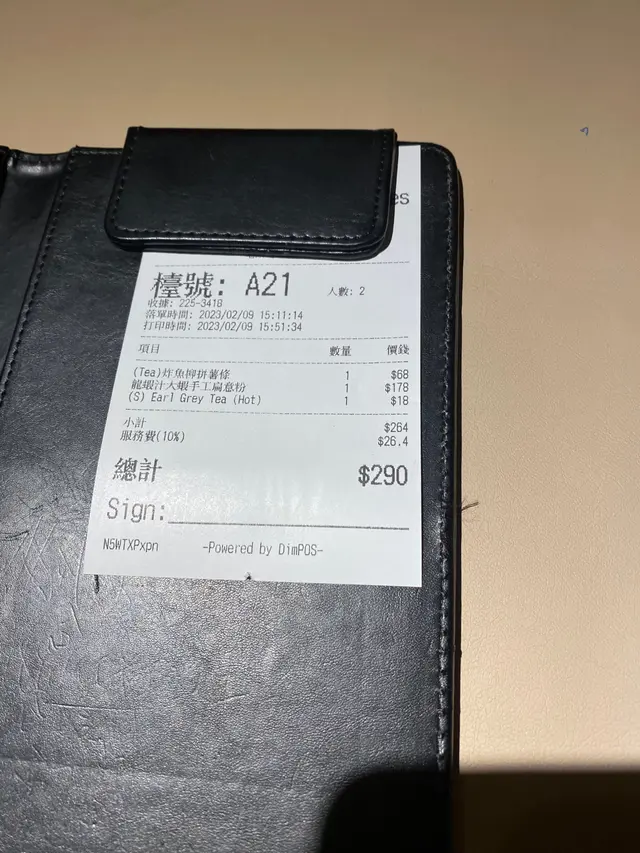 es
檯號: A21 人數: 2
收據: 225-3418
落單時間: 2023/02/09 15:11:14
打印時間: 2023/02/09 15:51:34
項目 數量 價錢
(Tea)炸魚柳拼薯條 1 $68
龍蝦汁大蝦手工扁意粉 1 $178
(S) Earl Grey Tea (Hot) 1 $18
小計 $264
服務費(10%) $26.4
總計 $290
Sign:
N5WTXPxpn -Powered by DimPOS-